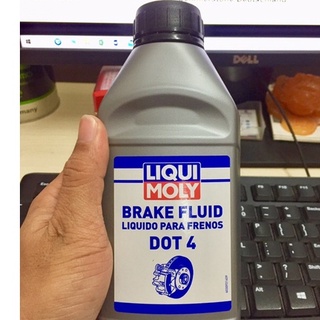 DELL
LIQUI
MOLY
BRAKE FLUID
LIQUIDO PARA FRENOS
DOT 4